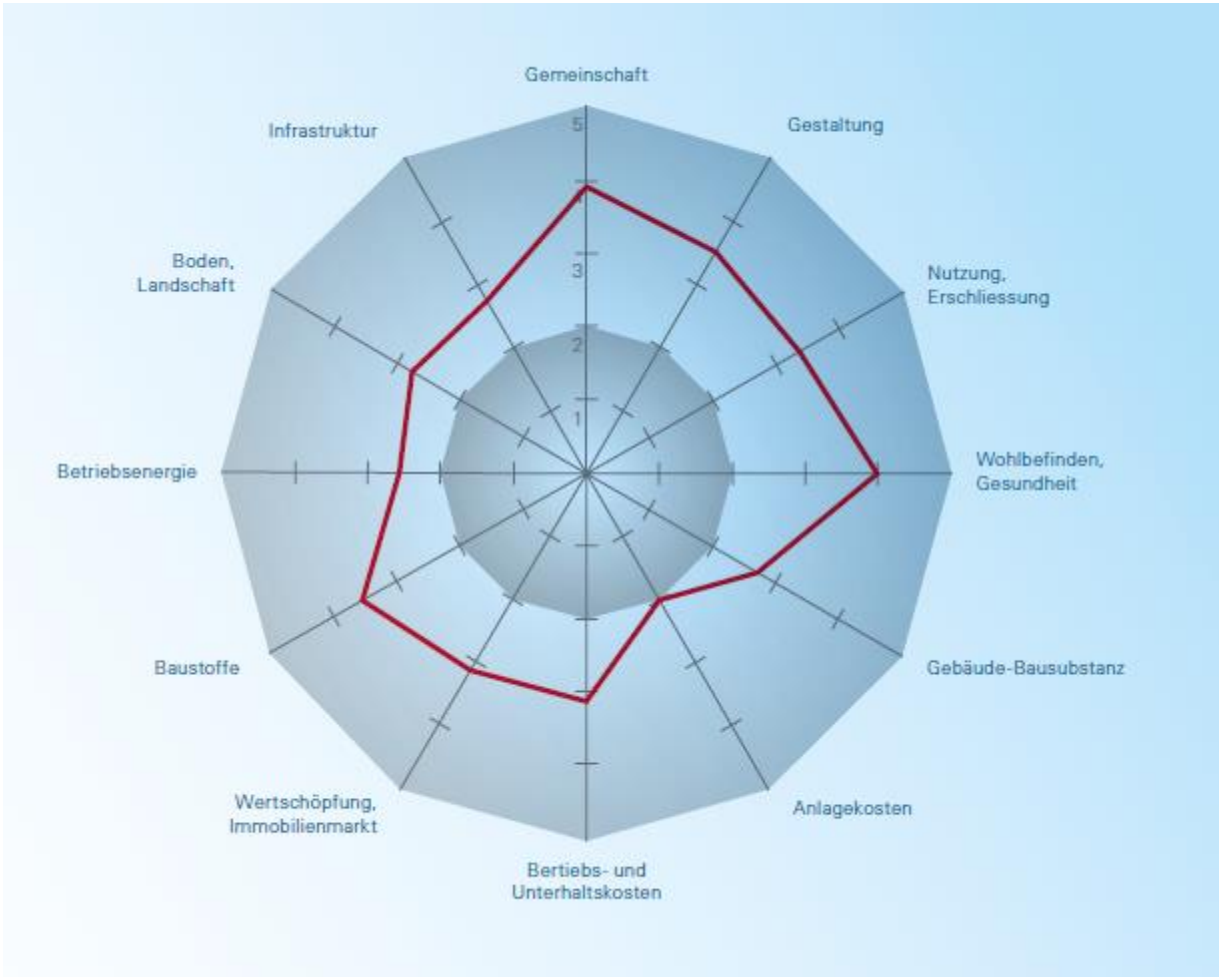 Gemeinschaft
Gestaltung
Infrastruktur
5
Boden,
Landschaft
Nutzung,
Erschliessung
3
2
1
Betriebsenergie
Wohlbefinden,
Gesundheit
Baustoffe
Gebäude-Bausubstanz
Wertschöpfung,
Immobilienmarkt
Anlagekosten
Bertiebs- und
Unterhaltskosten